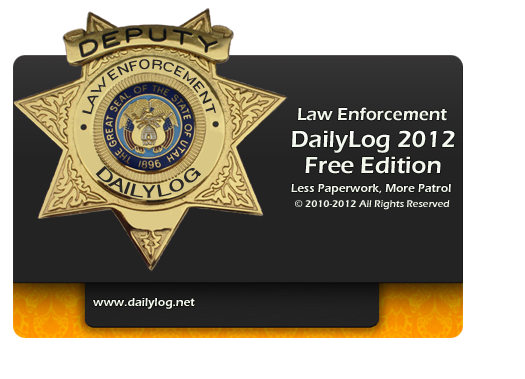 DEPUTY
LAW ENFORCEMENT
THE GREAT SEAL OF THE STATE OF UTAH
1896
DAILYLOG
Law Enforcement
DailyLog 2012
Free Edition
Less Paperwork, More Patrol
© 2010-2012 All Rights Reserved
www.dailylog.net